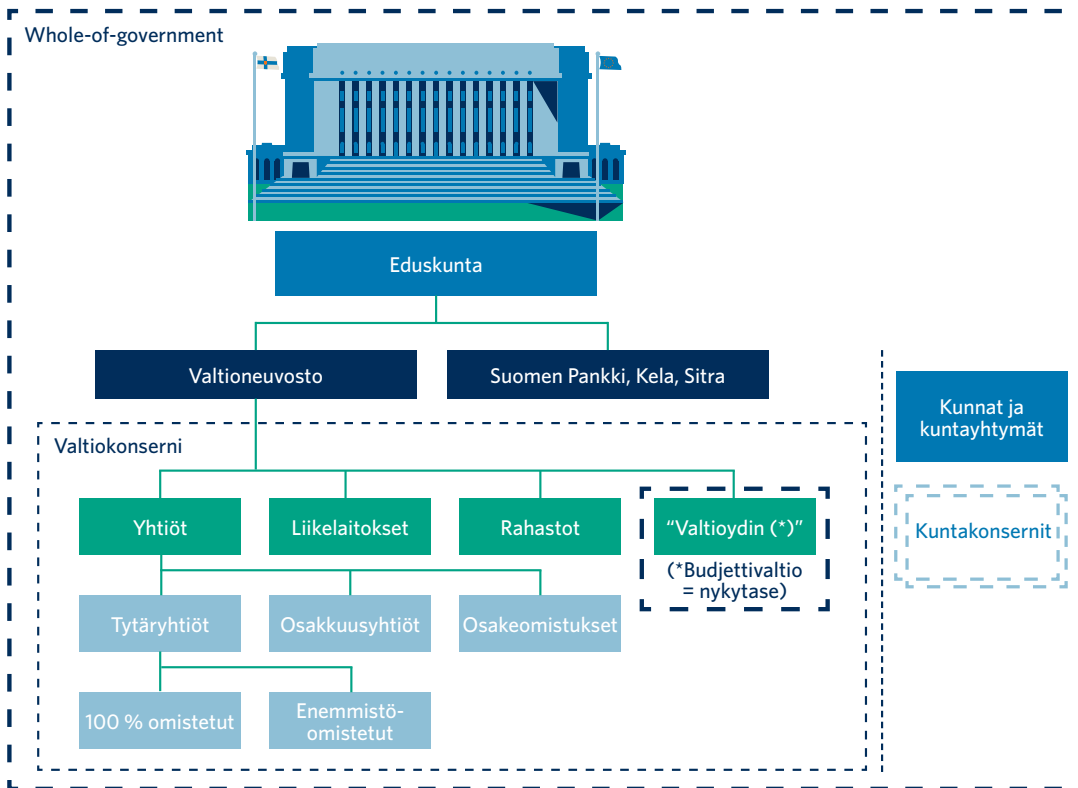 Whole-of-government
Eduskunta
Valtioneuvosto
Suomen Pankki, Kela, Sitra
Kunnat ja
kuntayhtymät
Valtiokonserni
Yhtiöt
Liikelaitokset
Rahastot
“Valtioydin (*)”
(*Budjettivaltio
= nykytase)
Kuntakonsernit
Tytäryhtiöt
Osakkuusyhtiöt
Osakeomistukset
100 % omistetut
Enemmistö-
omistetut